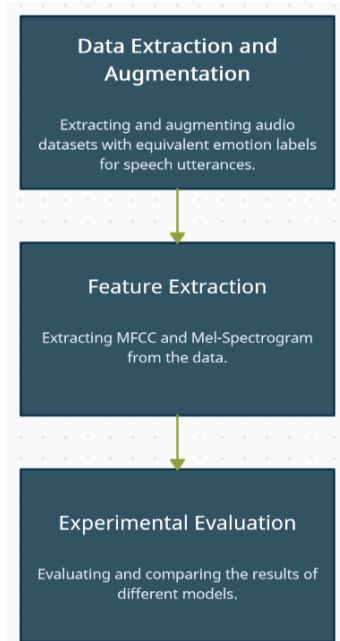 Data Extraction and
Augmentation
Extracting and augmenting audio
datasets with equivalent emotion labels
for speech utterances.
Feature Extraction
Extracting MFCC and Mel-Spectrogram
from the data.
Experimental Evaluation
Evaluating and comparing the results of
different models.